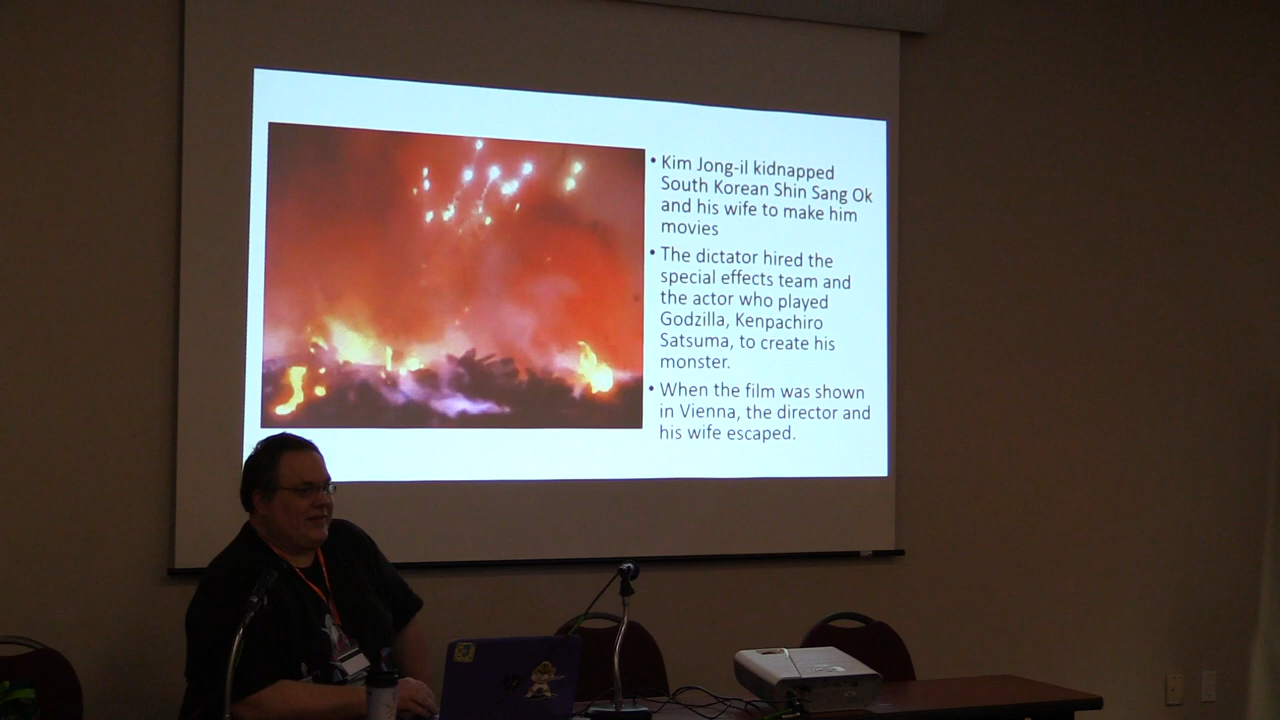 • Kim Jong-il kidnapped
South Korean Shin Sang Ok
and his wife to make him
movies
• The dictator hired the
special effects team and
the actor who played
Godzilla, Kenpachiro
Satsuma, to create his
monster.
• When the film was shown
in Vienna, the director and
his wife escaped.